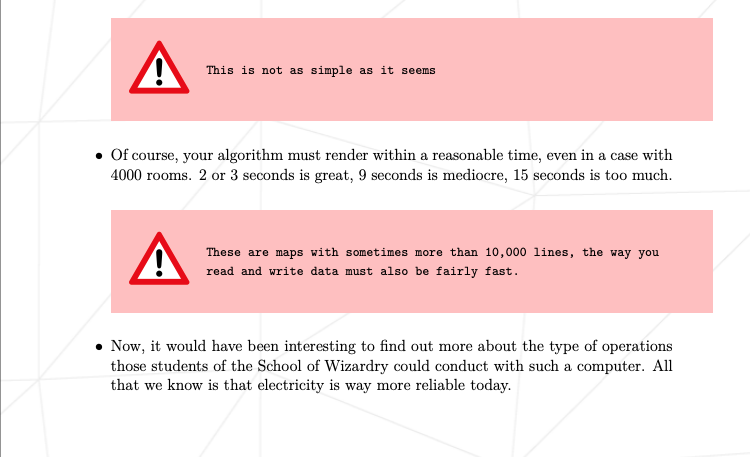 This is not as simple as it seems
• Of course, your algorithm must render within a reasonable time, even in a case with
4000 rooms. 2 or 3 seconds is great, 9 seconds is mediocre, 15 seconds is too much.
These are maps with sometimes more than 10,000 lines, the way you
read and write data must also be fairly fast.
• Now, it would have been interesting to find out more about the type of operations
those students of the School of Wizardry could conduct with such a computer. All
that we know is that electricity is way more reliable today.